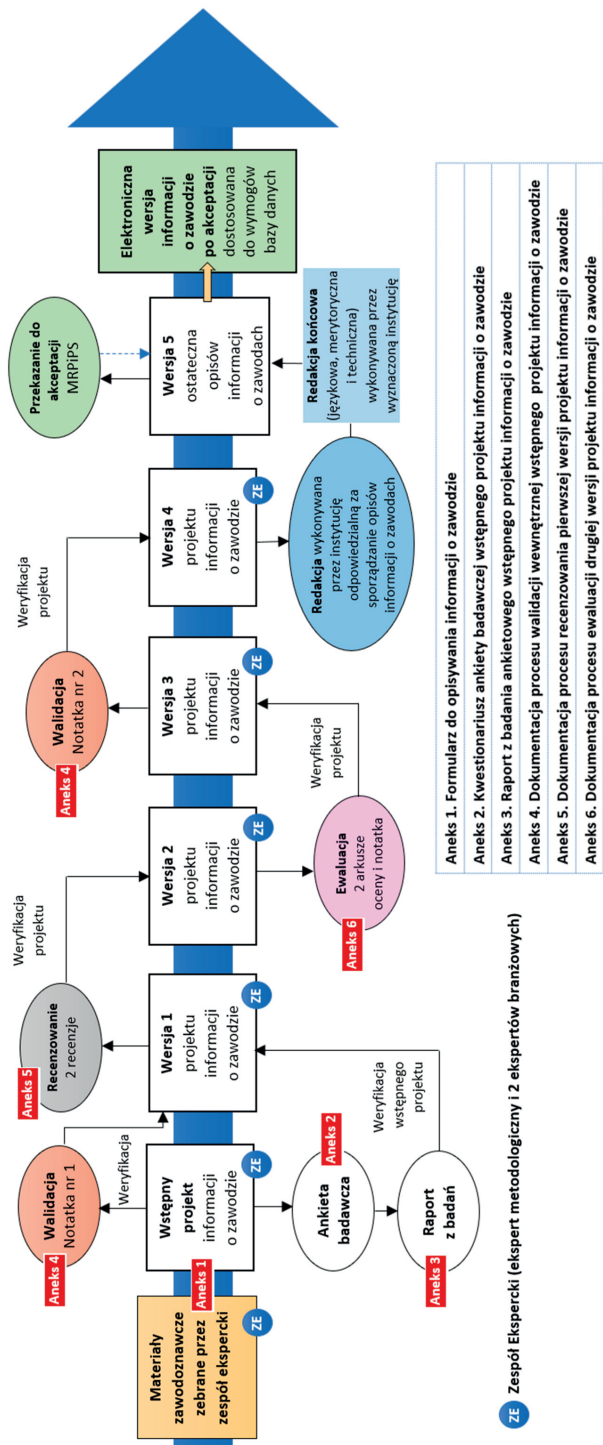 Materiały
zawodoznawcze
zebrane przez
zespół ekspercki
ZE
Aneks 1
Wstępny
projekt
informacji
o zawodzie
ZE
Aneks 4
Walidacja
Notatka nr 1
Weryfikacja
Ankieta
badawcza
Aneks 2
Raport
z badań
Aneks 3
Weryfikacja
wstępnego
projektu
Wersja 1
projektu
informacji
o zawodzie
ZE
Aneks 5
Recenzowanie
2 recenzje
Weryfikacja
projektu
Wersja 2
projektu
informacji
o zawodzie
ZE
Ewaluacja
2 arkusze
oceny i notatka
Aneks 6
Weryfikacja
projektu
Wersja 3
projektu
informacji
o zawodzie
ZE
Aneks 4
Walidacja
Notatka nr 2
Weryfikacja
projektu
Wersja 4
projektu
informacji
o zawodzie
ZE
Redakcja wykonywana
przez instytucję
odpowiedzialną za
sporządzanie opisów
informacji o zawodach
Redakcja końcowa
(językowa, merytoryczna
i techniczna)
wykonywana przez
wyznaczoną instytucję
Wersja 5
ostateczna
opisów
informacji
o zawodach
Przekazanie do
akceptacji
MRPiPS
Elektroniczna
wersja
informacji
o zawodzie
po akceptacji
dostosowana
do wymogów
bazy danych
ZE Zespół Ekspercki (ekspert metodologiczny i 2 ekspertów branżowych)
Aneks 1. Formularz do opisywania informacji o zawodzie
Aneks 2. Kwestionariusz ankiety badawczej wstępnego projektu informacji o zawodzie
Aneks 3. Raport z badania ankietowego wstępnego projektu informacji o zawodzie
Aneks 4. Dokumentacja procesu walidacji wewnętrznej wstępnego projektu informacji o zawodzie
Aneks 5. Dokumentacja procesu recenzowania pierwszej wersji projektu informacji o zawodzie
Aneks 6. Dokumentacja procesu ewaluacji drugiej wersji projektu informacji o zawodzie